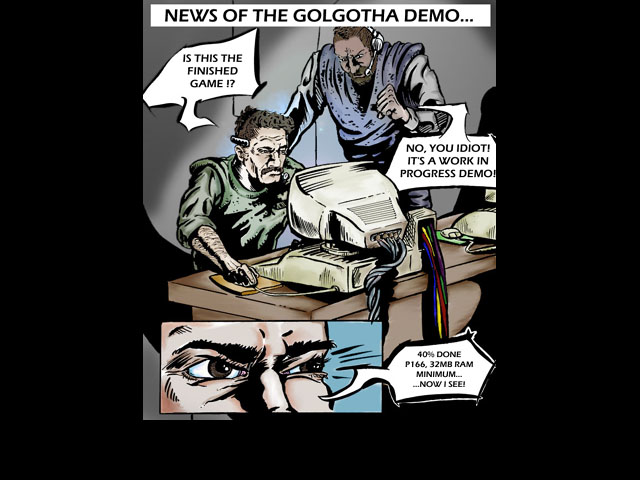 NEWS OF THE GOLGOTHA DEMO...
IS THIS THE
FINISHED
GAME !?
NO, YOU IDIOT!
IT'S A WORK IN
PROGRESS DEMO!
40% DONE
P166, 32MB RAM
MINIMUM...
...NOW I SEE!